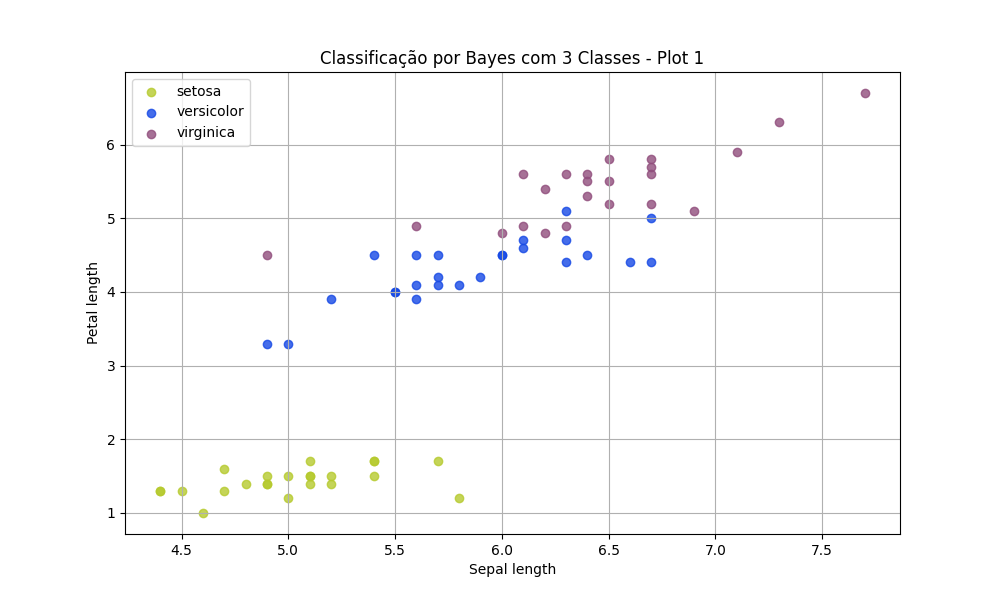 Classificação por Bayes com 3 Classes - Plot 1
setosa
versicolor
virginica
Petal length
6
5
4
3
2
1
4.5 5.0 5.5 6.0 6.5 7.0 7.5
Sepal length